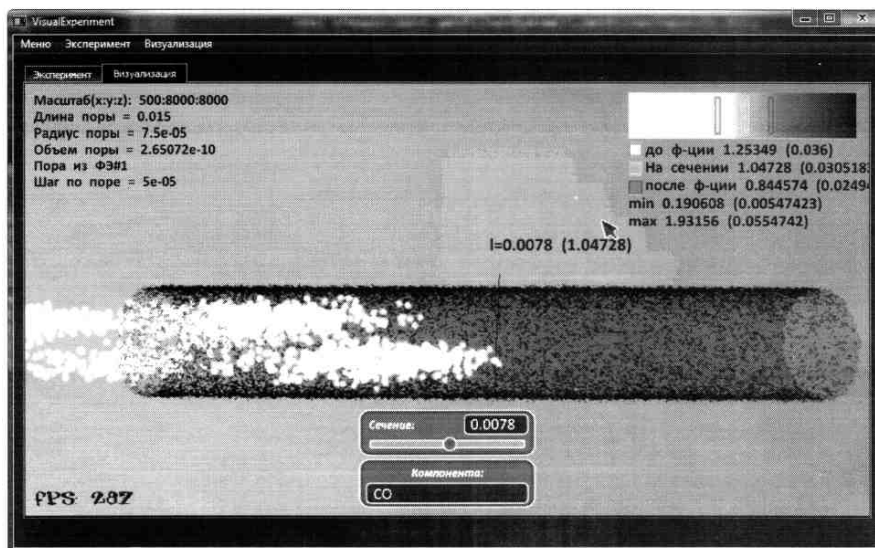 VisualExperiment
Меню Эксперимент Визуализация
Эксперимент Визуализация
Масштаб(x:y:z): 500:8000:8000
Длина поры = 0.015
Радиус поры = 7.5e-05
Объем поры = 2.65072e-10
Пора из ФЭ#1
Шаг по поре = 5e-05
до ф-ции 1.25349 (0.036)
На сечении 1.04728 (0.030518
после ф-ции 0.844574 (0.0249
min 0.190608 (0.00547423)
max 1.93156 (0.0554742)
l=0.0078 (1.04728)
Сечение: 0.0078
Компонента:
CO
FPS: 287